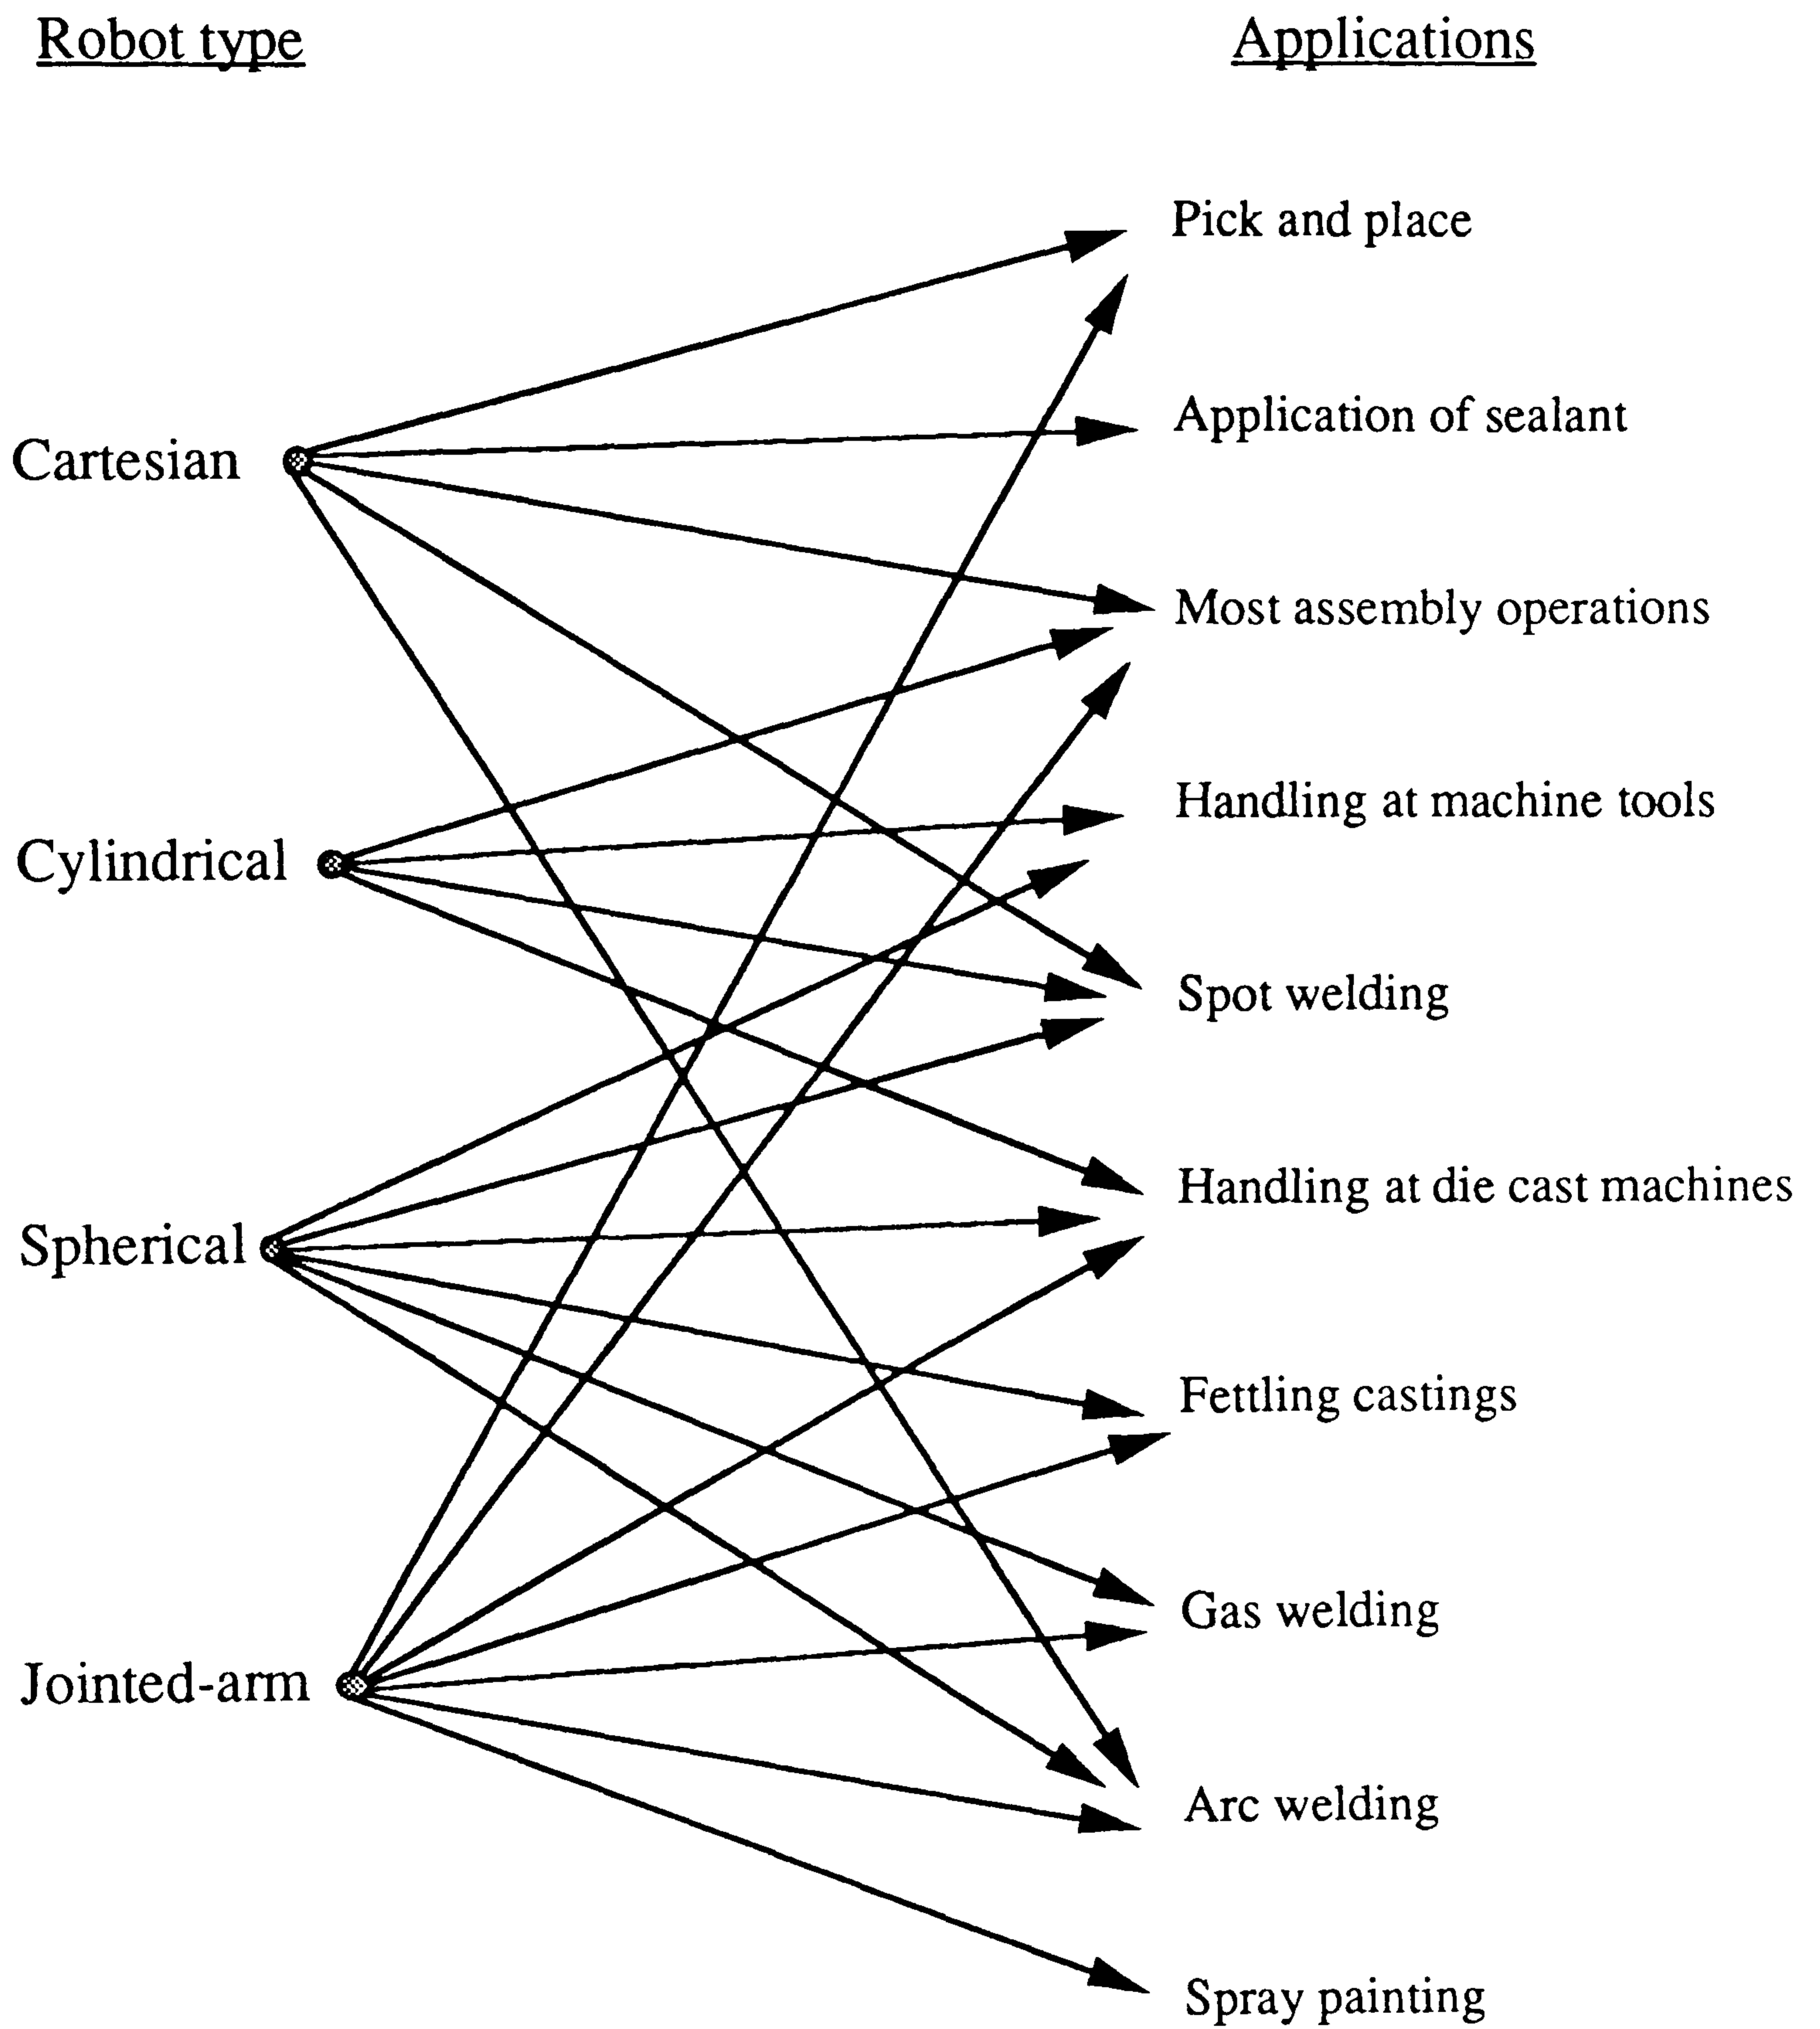 Robot type
Applications
Pick and place
Application of sealant
Cartesian
Most assembly operations
Handling at machine tools
Cylindrical
Spot welding
Handling at die cast machines
Spherical
Fettling castings
Gas welding
Jointed-arm
Arc welding
Spray painting